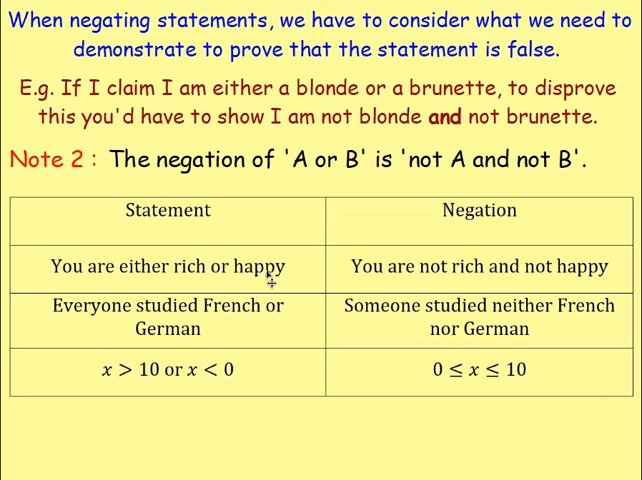 When negating statements, we have to consider what we need to
demonstrate to prove that the statement is false.
E.g. If I claim I am either a blonde or a brunette, to disprove
this you'd have to show I am not blonde and not brunette.
Note 2 : The negation of 'A or B' is 'not A and not B'.
Statement
Negation
You are either rich or happy
You are not rich and not happy
Everyone studied French or
German
Someone studied neither French
nor German
x > 10 or x < 0
0 ≤ x ≤ 10